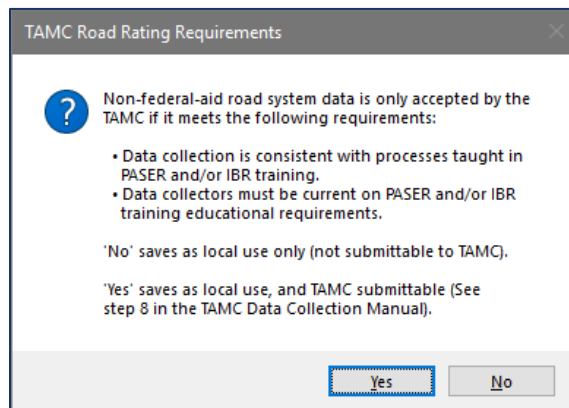 TAMC Road Rating Requirements
?
Non-federal-aid road system data is only accepted by the
TAMC if it meets the following requirements:
• Data collection is consistent with processes taught in
PASER and/or IBR training.
• Data collectors must be current on PASER and/or IBR
training educational requirements.
'No' saves as local use only (not submittable to TAMC).
'Yes' saves as local use, and TAMC submittable (See
step 8 in the TAMC Data Collection Manual).
Yes
No